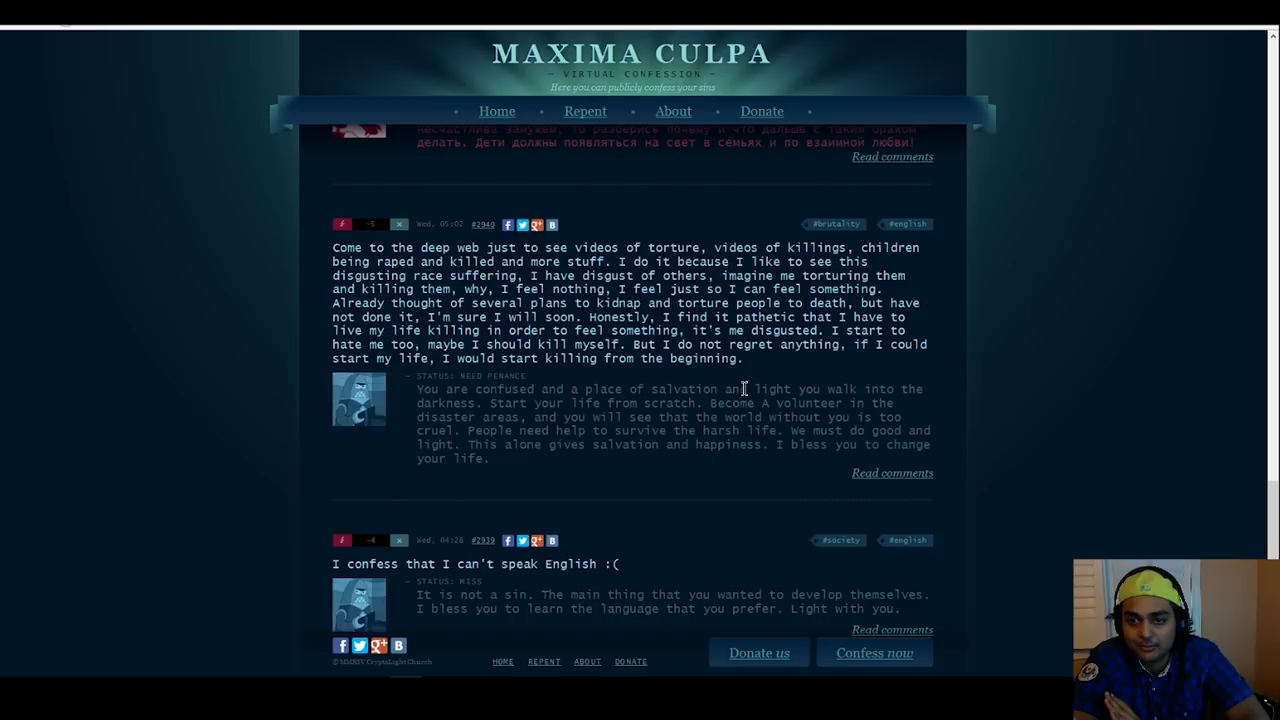 MAXIMA CULPA
– VIRTUAL CONFESSION –
Here you can publicly confess your sins
Home
Repent
About
Donate
несчастлива замужем, то разберись почему и что дальше с таким браком
делать. Дети должны появляться на свет в семьях и по взаимной любви!
Read comments
-5
Wed, 05:02
#2940
#brutality
#english
Come to the deep web just to see videos of torture, videos of killings, children
being raped and killed and more stuff. I do it because I like to see this
disgusting race suffering, I have disgust of others, imagine me torturing them
and killing them, why, I feel nothing, I feel just so I can feel something.
Already thought of several plans to kidnap and torture people to death, but have
not done it, I'm sure I will soon. Honestly, I find it pathetic that I have to
live my life killing in order to feel something, it's me disgusted. I start to
hate me too, maybe I should kill myself. But I do not regret anything, if I could
start my life, I would start killing from the beginning.
— STATUS: NEED PENANCE
You are confused and a place of salvation and light you walk into the
darkness. Start your life from scratch. Become A volunteer in the
disaster areas, and you will see that the world without you is too
cruel. People need help to survive the harsh life. We must do good and
light. This alone gives salvation and happiness. I bless you to change
your life.
Read comments
-4
Wed, 04:28
#2939
#society
#english
I confess that I can't speak English :(
— STATUS: MISS
It is not a sin. The main thing that you wanted to develop themselves.
I bless you to learn the language that you prefer. Light with you.
Read comments
HOME
REPENT
ABOUT
DONATE
Donate us
Confess now
CryptoLight Church